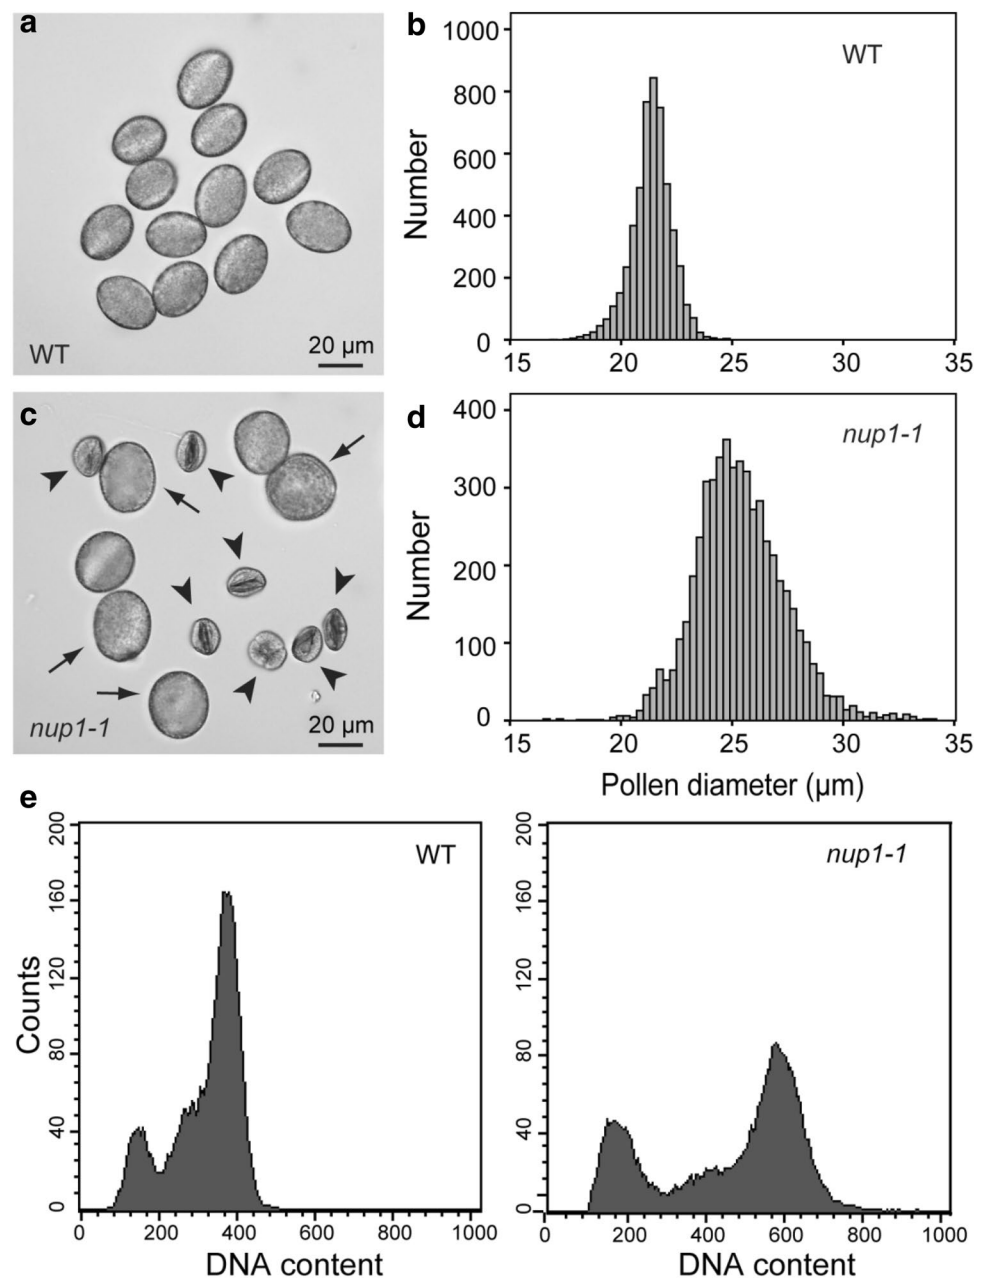 a
WT
20 µm
b
WT
Number
1000
800
600
400
200
0
15 20 25 30 35
c
nup1-1
20 µm
d
nup1-1
Number
400
300
200
100
0
15 20 25 30 35
Pollen diameter (µm)
e
WT
Counts
200
160
120
80
40
0
0 200 400 600 800 1000
DNA content
nup1-1
200
160
120
80
40
0
0 200 400 600 800 1000
DNA content